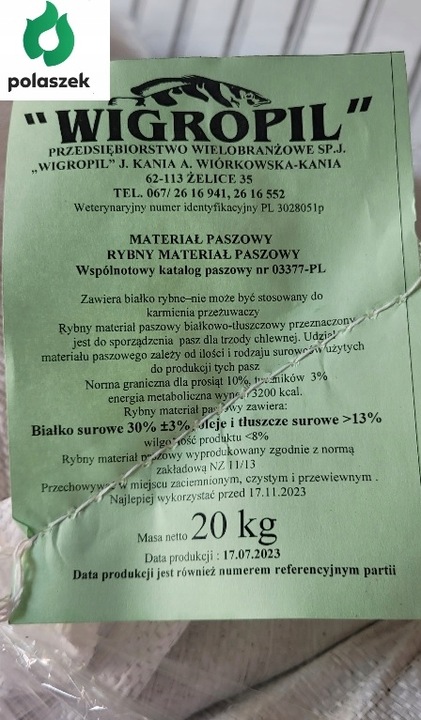 polaszek
"WIGROPIL"
PRZEDSIĘBIORSTWO WIELOBRANŻOWE SP.J.
„WIGROPIL" J. KANIA A. WIÓRKOWSKA-KANIA
62-113 ŻELICE 35
TEL. 067/ 26 16 941, 26 16 552
Weterynaryjny numer identyfikacyjny PL 3028051p
MATERIAŁ PASZOWY
RYBNY MATERIAŁ PASZOWY
Wspólnotowy katalog paszowy nr 03377-PL
Zawiera białko rybne–nie może być stosowany do
karmienia przeżuwaczy
Rybny materiał paszowy białkowo-tłuszczowy przeznaczony
jest do sporządzenia pasz dla trzody chlewnej. Udział
materiału paszowego zależy od ilości i rodzaju surowców użytych
do produkcji tych pasz
Norma graniczna dla prosiąt 10%, tuczników 3%
energia metaboliczna wynosi 3200 kcal.
Rybny materiał paszowy zawiera:
Białko surowe 30% ±3%, oleje i tłuszcze surowe >13%
wilgotność produktu <8%
Rybny materiał paszowy wyprodukowany zgodnie z normą
zakładową NZ 11/13
Przechowywać w miejscu zaciemnionym, czystym i przewiewnym .
Najlepiej wykorzystać przed 17.11.2023
Masa netto 20 kg
Data produkcji : 17.07.2023
Data produkcji jest również numerem referencyjnym partii